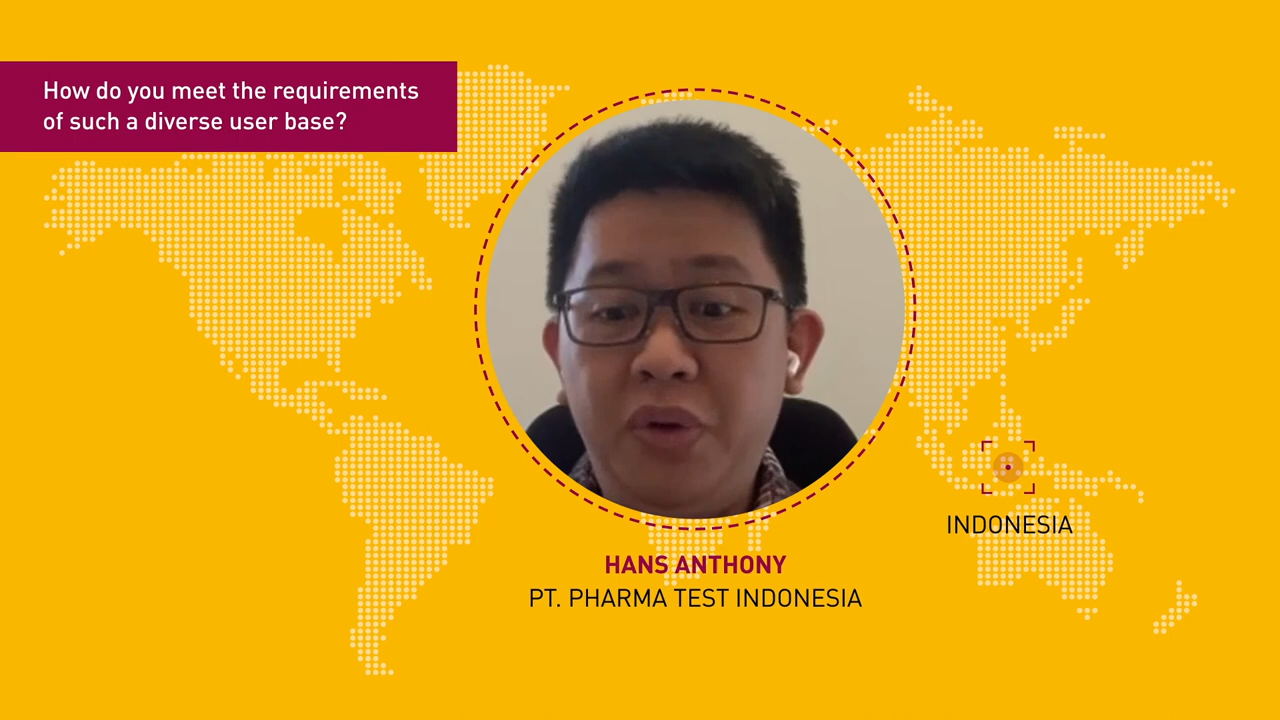 How do you meet the requirements
of such a diverse user base?
INDONESIA
HANS ANTHONY
PT. PHARMA TEST INDONESIA